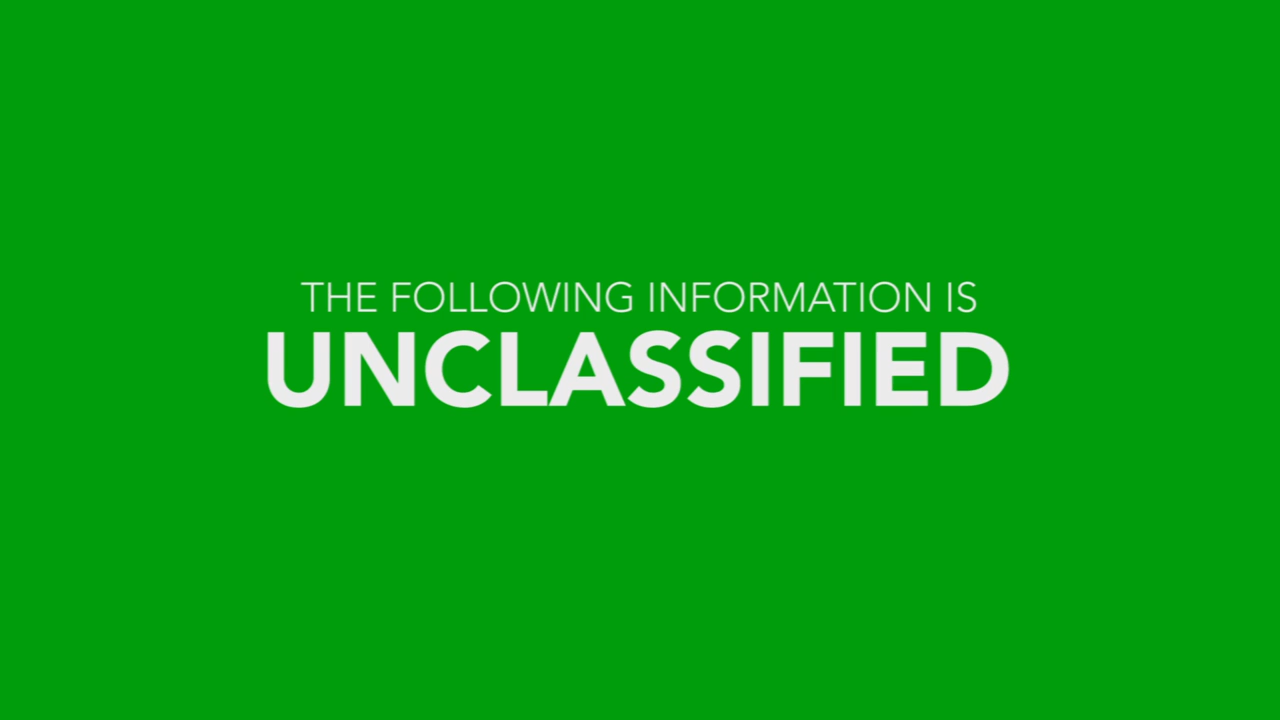 THE FOLLOWING INFORMATION IS
UNCLASSIFIED